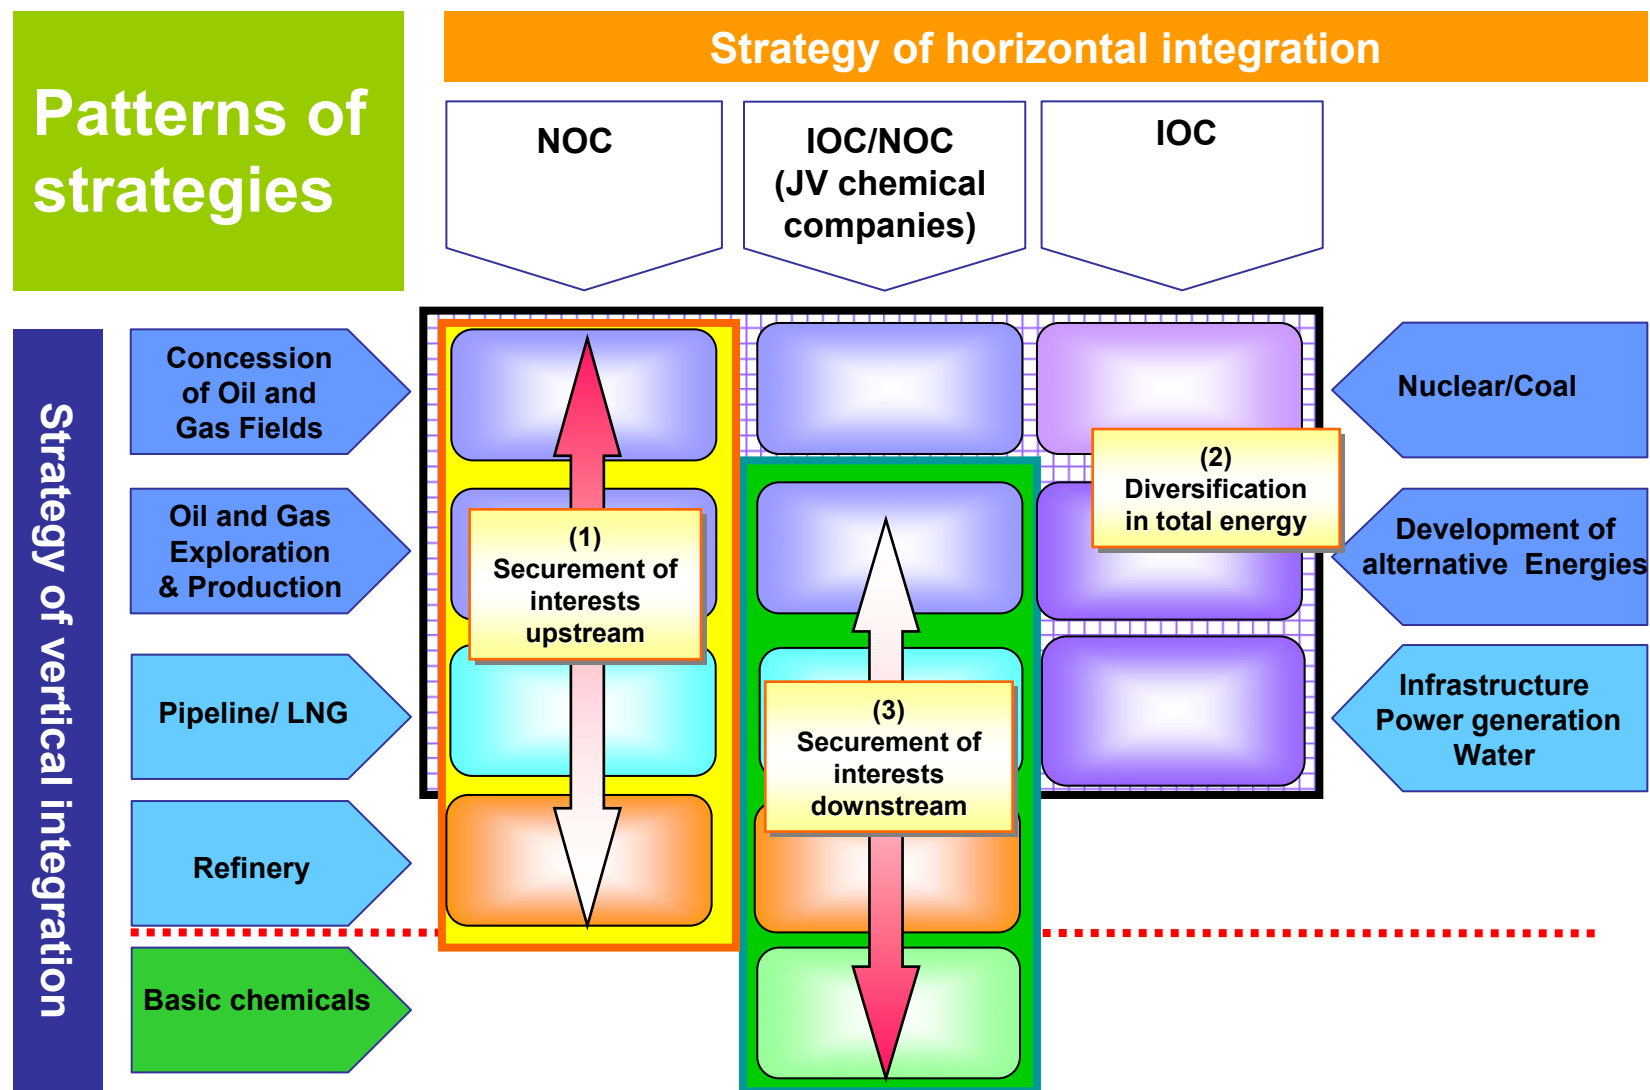 Patterns of
strategies
Strategy of horizontal integration
NOC
IOC/NOC
(JV chemical
companies)
IOC
Strategy of vertical integration
Concession
of Oil and
Gas Fields
Oil and Gas
Exploration
& Production
Pipeline/ LNG
Refinery
Basic chemicals
(1)
Securement of
interests
upstream
(2)
Diversification
in total energy
(3)
Securement of
interests
downstream
Nuclear/Coal
Development of
alternative  Energies
Infrastructure
Power generation
Water